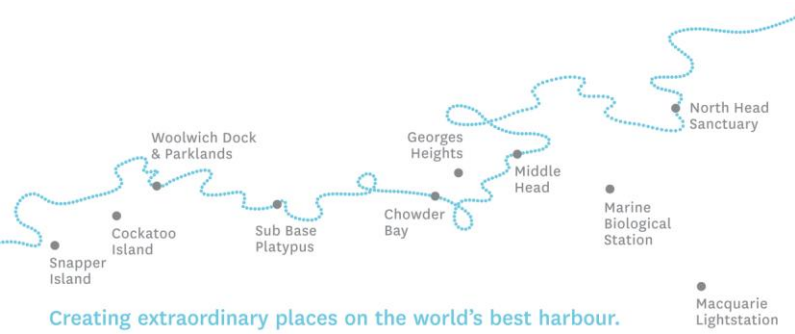 North Head
Sanctuary
Woolwich Dock
& Parklands
Georges
Heights
Middle
Head
Marine
Biological
Station
Chowder
Bay
Sub Base
Platypus
Cockatoo
Island
Snapper
Island
Macquarie
Lightstation
Creating extraordinary places on the world's best harbour.